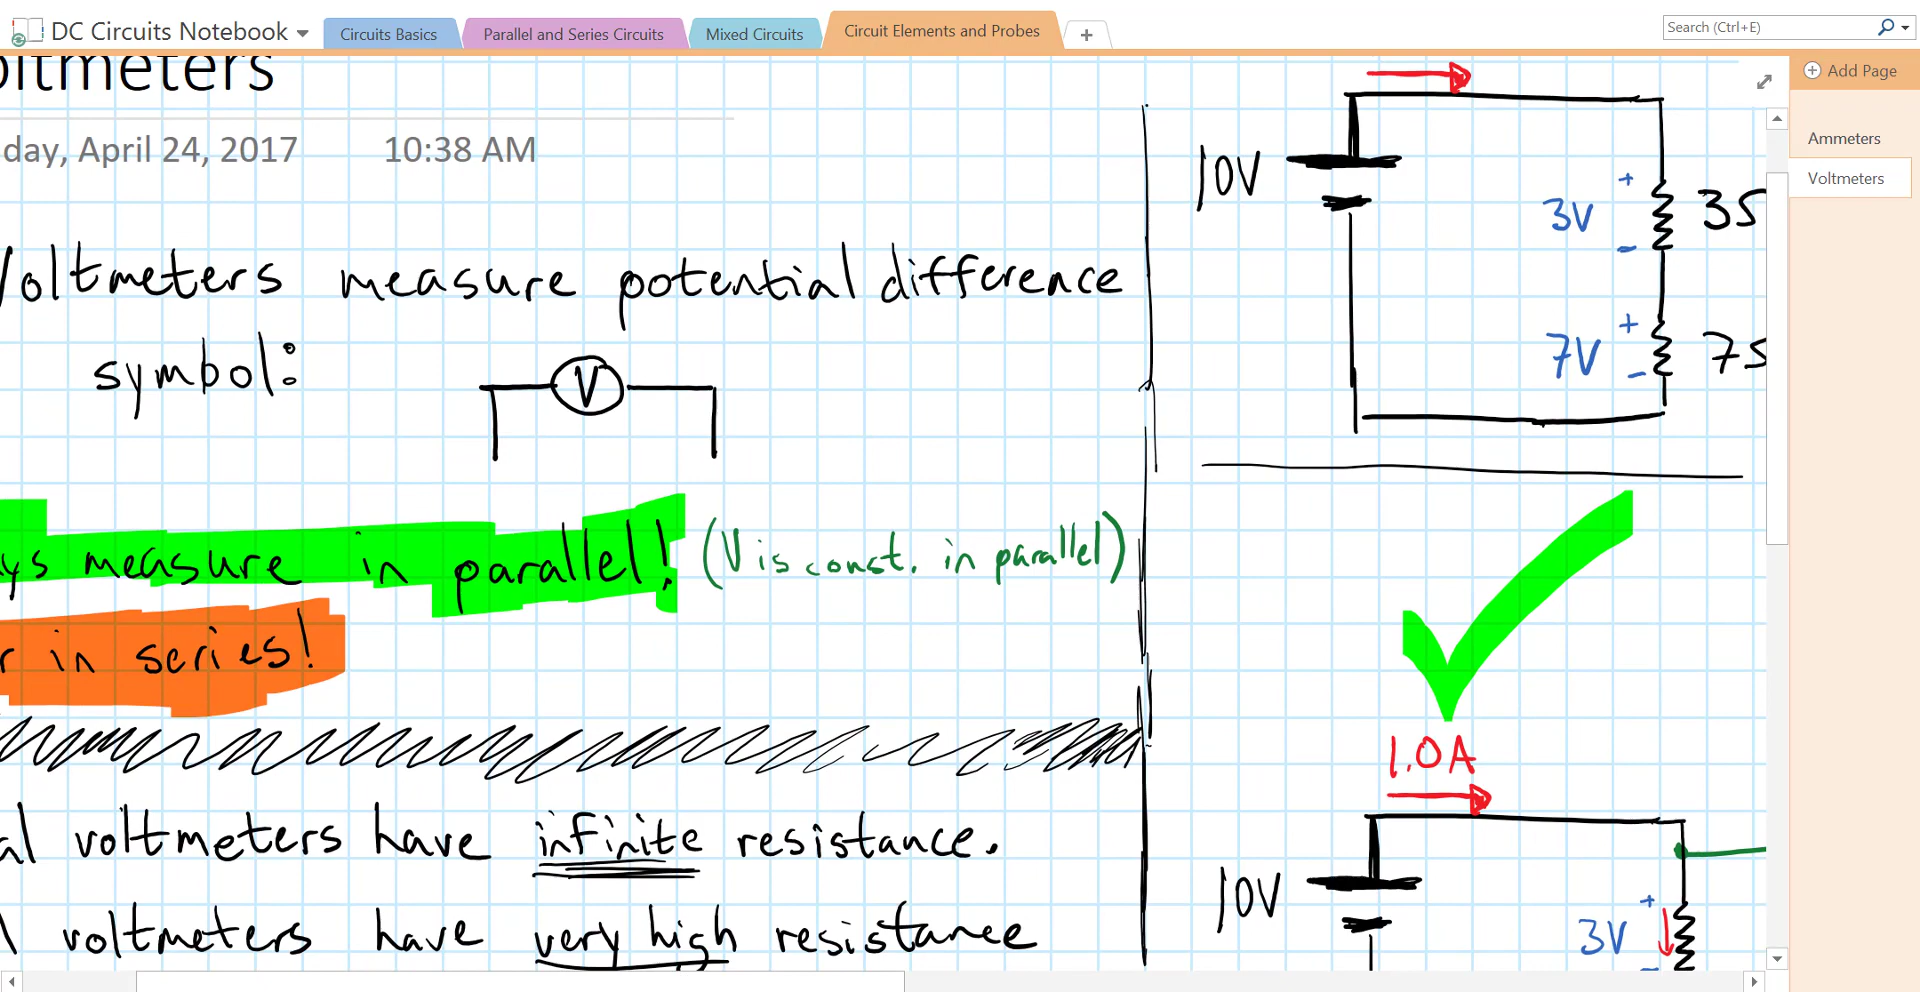 DC Circuits Notebook
Circuits Basics
Parallel and Series Circuits
Mixed Circuits
Circuit Elements and Probes
+
Search (Ctrl+E)
Add Page
Ammeters
Voltmeters
oltmeters
day, April 24, 2017 10:38 AM
Voltmeters measure potential difference
symbol:
V
ys measure in parallel! (V is const. in parallel)
r in series!
al voltmeters have infinite resistance.
l voltmeters have very high resistance
10V
+
3V
-
3
+
7V
-
7
1.0A
10V
+
3V
-